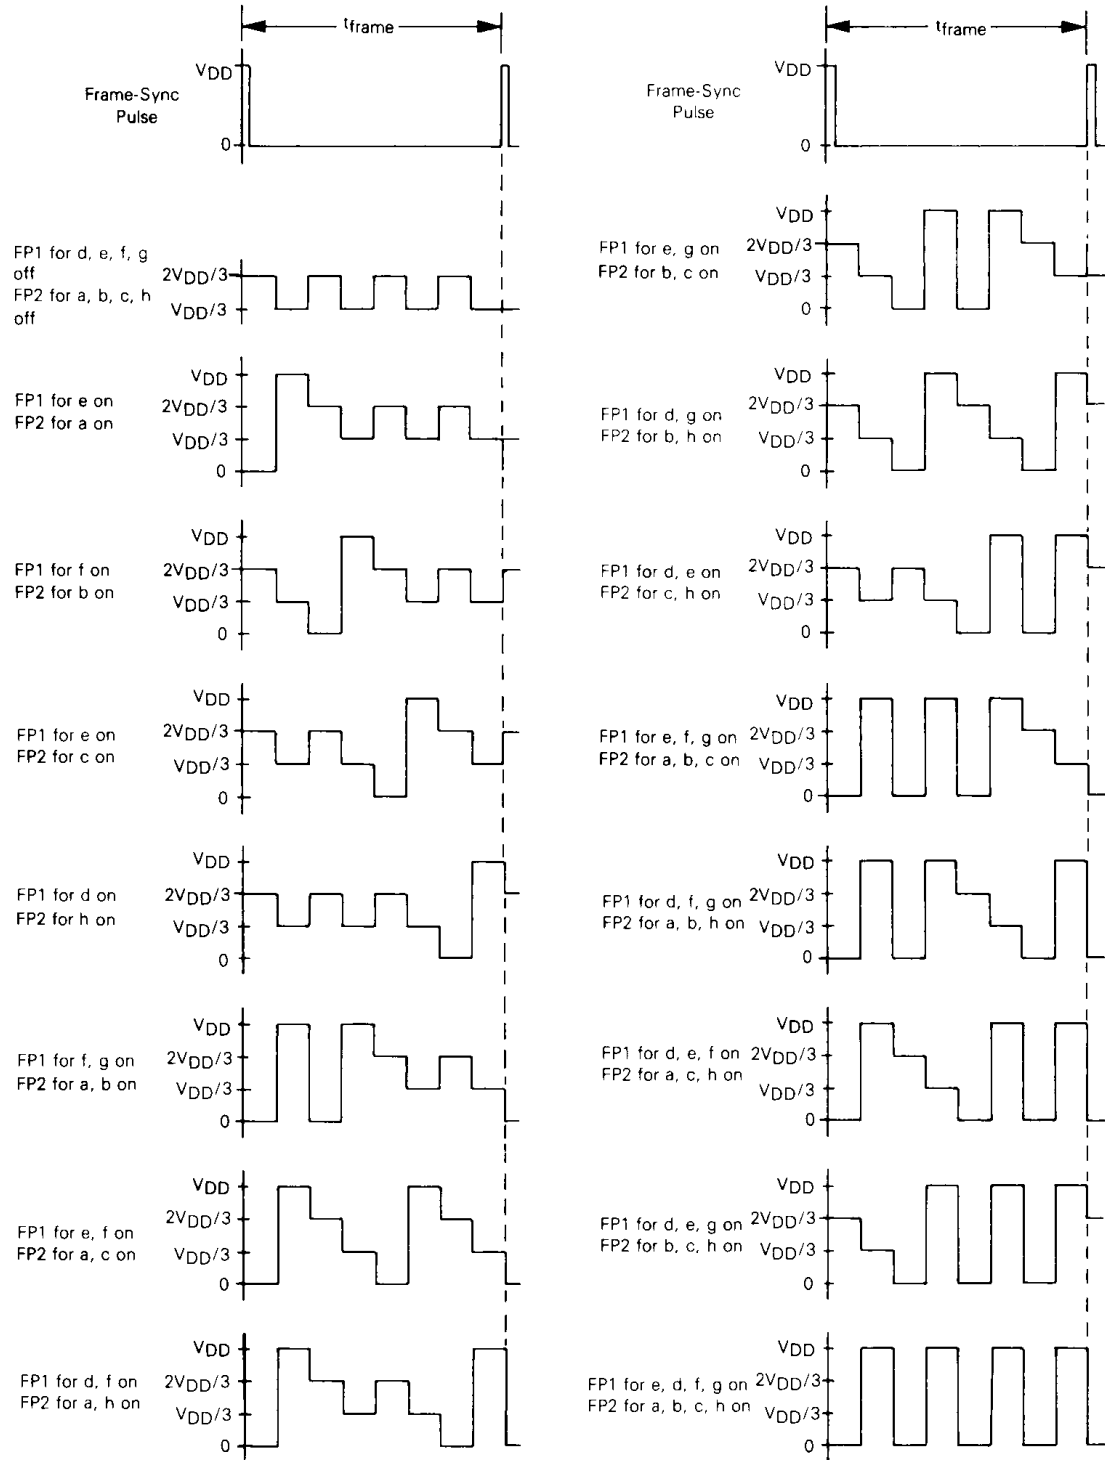 tframe
VDD
Frame-Sync
Pulse
0
FP1 for d, e, f, g
off
FP2 for a, b, c, h
off
2VDD/3
VDD/3
FP1 for e on
FP2 for a on
VDD
2VDD/3
VDD/3
0
FP1 for f on
FP2 for b on
VDD
2VDD/3
VDD/3
0
FP1 for e on
FP2 for c on
VDD
2VDD/3
VDD/3
0
FP1 for d on
FP2 for h on
VDD
2VDD/3
VDD/3
0
FP1 for f, g on
FP2 for a, b on
VDD
2VDD/3
VDD/3
0
FP1 for e, f on
FP2 for a, c on
VDD
2VDD/3
VDD/3
0
FP1 for d, f on
FP2 for a, h on
VDD
2VDD/3
VDD/3
0
tframe
VDD
Frame-Sync
Pulse
0
FP1 for e, g on
FP2 for b, c on
VDD
2VDD/3
VDD/3
0
FP1 for d, g on
FP2 for b, h on
VDD
2VDD/3
VDD/3
0
FP1 for d, e on
FP2 for c, h on
VDD
2VDD/3
VDD/3
0
FP1 for e, f, g on
FP2 for a, b, c on
VDD
2VDD/3
VDD/3
0
FP1 for d, f, g on
FP2 for a, b, h on
VDD
2VDD/3
VDD/3
0
FP1 for d, e, f on
FP2 for a, c, h on
VDD
2VDD/3
VDD/3
0
FP1 for d, e, g on
FP2 for b, c, h on
VDD
2VDD/3
VDD/3
0
FP1 for e, d, f, g on
FP2 for a, b, c, h on
VDD
2VDD/3
VDD/3
0